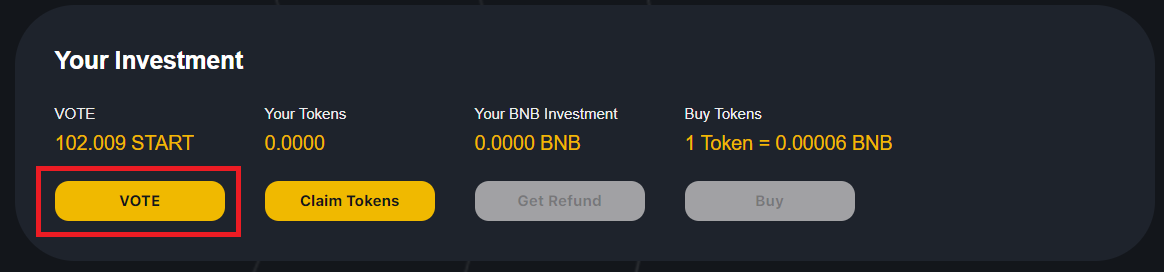 Your Investment
VOTE Your Tokens Your BNB Investment Buy Tokens
102.009 START 0.0000 0.0000 BNB 1 Token = 0.00006 BNB
VOTE Claim Tokens Get Refund Buy